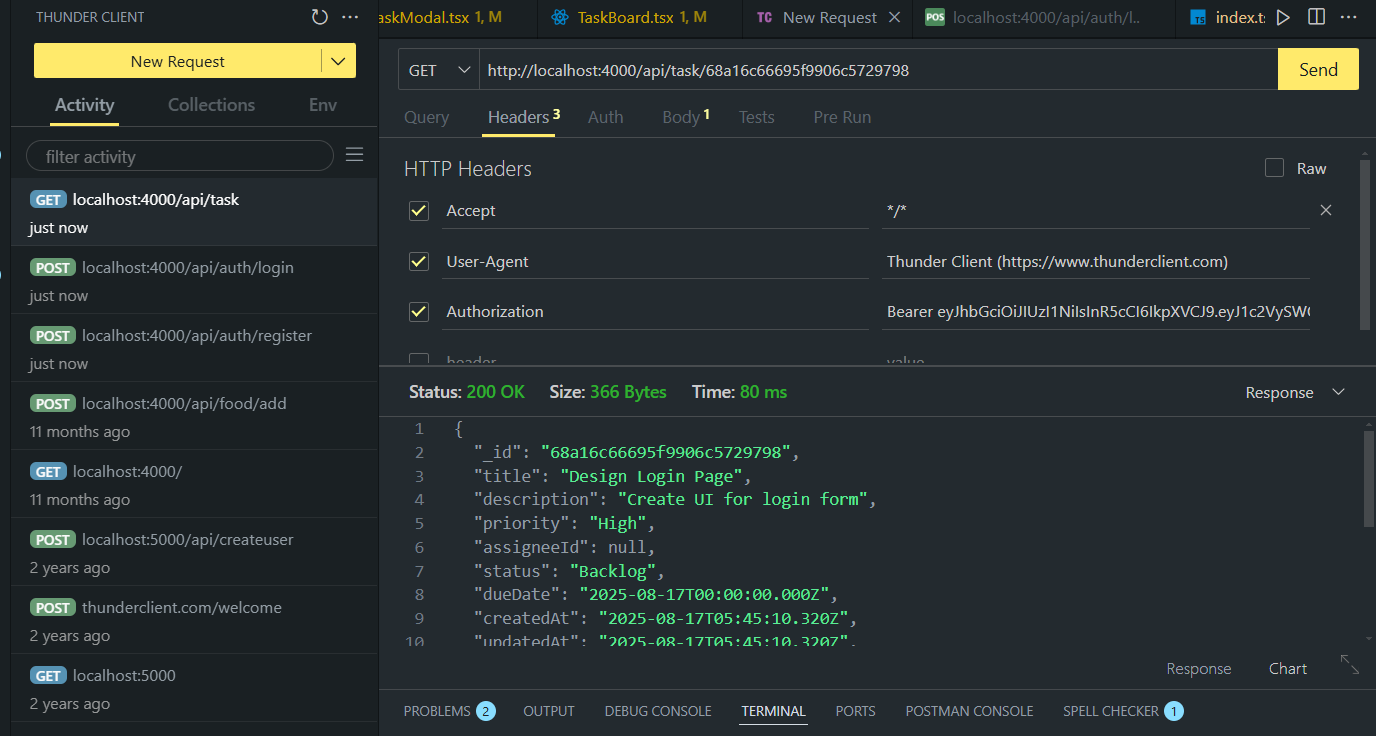 THUNDER CLIENT
New Request
Activity Collections Env
filter activity
GET localhost:4000/api/task
just now
POST localhost:4000/api/auth/login
just now
POST localhost:4000/api/auth/register
just now
POST localhost:4000/api/food/add
11 months ago
GET localhost:4000/
11 months ago
POST localhost:5000/api/createuser
2 years ago
POST thunderclient.com/welcome
2 years ago
GET localhost:5000
2 years ago
askModal.tsx 1, M TaskBoard.tsx 1, M TC New Request POS localhost:4000/api/auth/l.. TS index.t
GET http://localhost:4000/api/task/68a16c66695f9906c5729798 Send
Query Headers 3 Auth Body 1 Tests Pre Run
HTTP Headers Raw
Accept */*
User-Agent Thunder Client (https://www.thunderclient.com)
Authorization Bearer eyJhbGciOiJIUzI1NiIsInR5cCI6IkpXVCJ9.eyJ1c2VySW
header value
Status: 200 OK Size: 366 Bytes Time: 80 ms Response
1 {
2 "_id": "68a16c66695f9906c5729798",
3 "title": "Design Login Page",
4 "description": "Create UI for login form",
5 "priority": "High",
6 "assigneeId": null,
7 "status": "Backlog",
8 "dueDate": "2025-08-17T00:00:00.000Z",
9 "createdAt": "2025-08-17T05:45:10.320Z",
10 "updatedAt": "2025-08-17T05:45:10.320Z",
Response Chart
PROBLEMS 2 OUTPUT DEBUG CONSOLE TERMINAL PORTS POSTMAN CONSOLE SPELL CHECKER 1